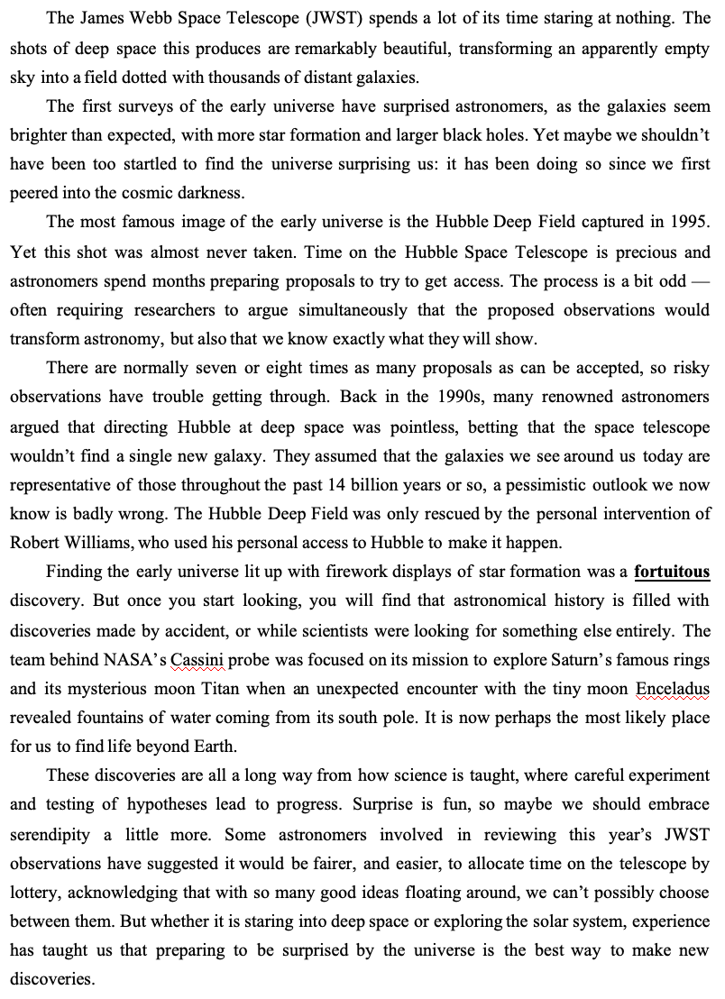 The James Webb Space Telescope (JWST) spends a lot of its time staring at nothing. The
shots of deep space this produces are remarkably beautiful, transforming an apparently empty
sky into a field dotted with thousands of distant galaxies.
The first surveys of the early universe have surprised astronomers, as the galaxies seem
brighter than expected, with more star formation and larger black holes. Yet maybe we shouldn't
have been too startled to find the universe surprising us: it has been doing so since we first
peered into the cosmic darkness.
The most famous image of the early universe is the Hubble Deep Field captured in 1995.
Yet this shot was almost never taken. Time on the Hubble Space Telescope is precious and
astronomers spend months preparing proposals to try to get access. The process is a bit odd —
often requiring researchers to argue simultaneously that the proposed observations would
transform astronomy, but also that we know exactly what they will show.
There are normally seven or eight times as many proposals as can be accepted, so risky
observations have trouble getting through. Back in the 1990s, many renowned astronomers
argued that directing Hubble at deep space was pointless, betting that the space telescope
wouldn't find a single new galaxy. They assumed that the galaxies we see around us today are
representative of those throughout the past 14 billion years or so, a pessimistic outlook we now
know is badly wrong. The Hubble Deep Field was only rescued by the personal intervention of
Robert Williams, who used his personal access to Hubble to make it happen.
Finding the early universe lit up with firework displays of star formation was a fortuitous
discovery. But once you start looking, you will find that astronomical history is filled with
discoveries made by accident, or while scientists were looking for something else entirely. The
team behind NASA's Cassini probe was focused on its mission to explore Saturn's famous rings
and its mysterious moon Titan when an unexpected encounter with the tiny moon Enceladus
revealed fountains of water coming from its south pole. It is now perhaps the most likely place
for us to find life beyond Earth.
These discoveries are all a long way from how science is taught, where careful experiment
and testing of hypotheses lead to progress. Surprise is fun, so maybe we should embrace
serendipity a little more. Some astronomers involved in reviewing this year's JWST
observations have suggested it would be fairer, and easier, to allocate time on the telescope by
lottery, acknowledging that with so many good ideas floating around, we can't possibly choose
between them. But whether it is staring into deep space or exploring the solar system, experience
has taught us that preparing to be surprised by the universe is the best way to make new
discoveries.